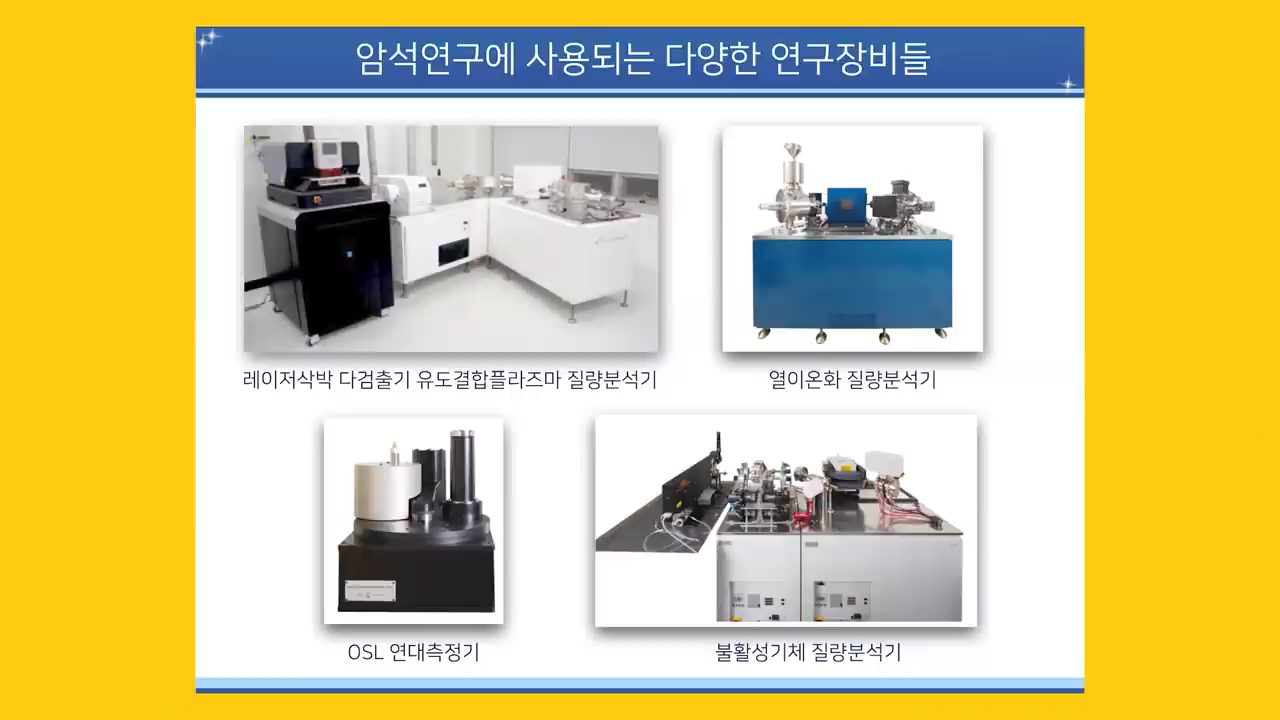 암석연구에 사용되는 다양한 연구장비들
레이저삭박 다검출기 유도결합플라즈마 질량분석기
열이온화 질량분석기
OSL 연대측정기
불활성기체 질량분석기